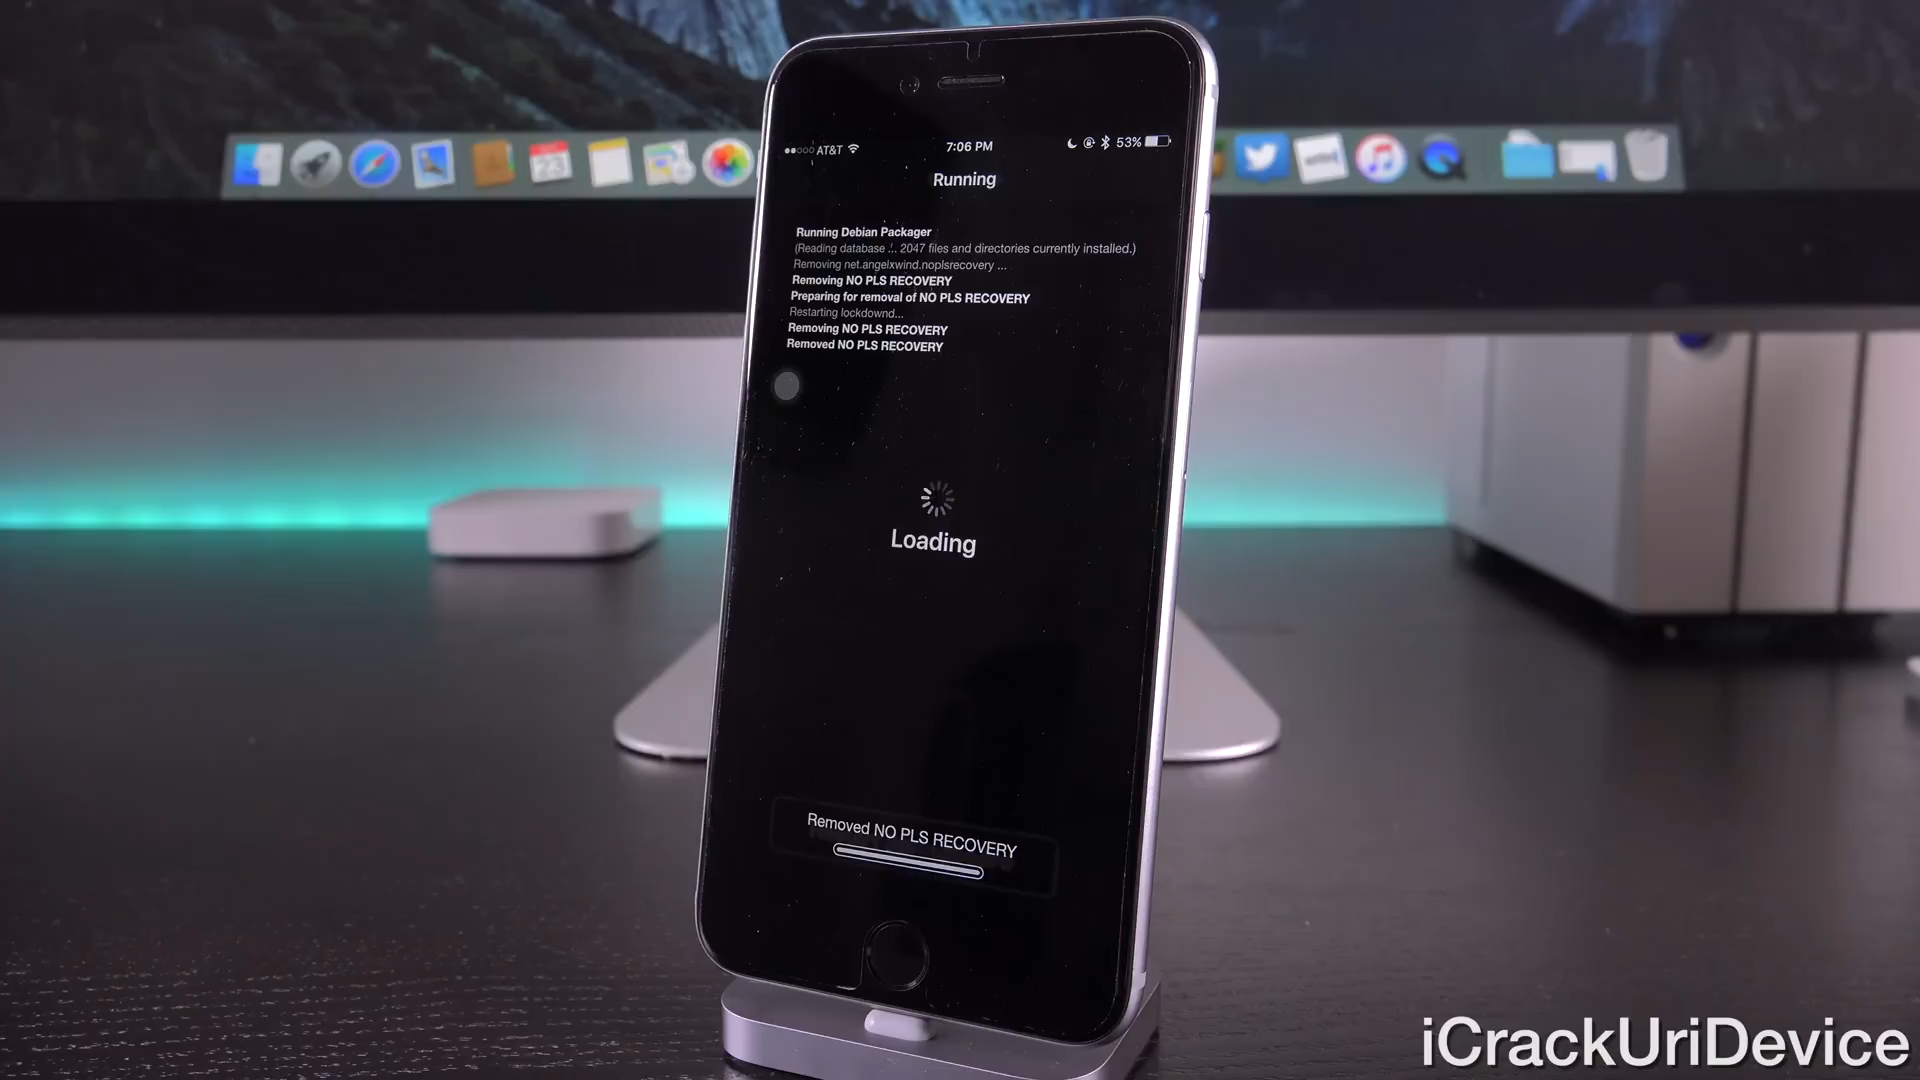 AT&T
7:06 PM
53%
Running
Running Debian Packager
(Reading database ... 2047 files and directories currently installed.)
Removing net.angelxwind.noplsrecovery ...
Removing NO PLS RECOVERY
Preparing for removal of NO PLS RECOVERY
Restarting lockdownd...
Removing NO PLS RECOVERY
Removed NO PLS RECOVERY
Loading
Removed NO PLS RECOVERY
23
iCrackUriDevice